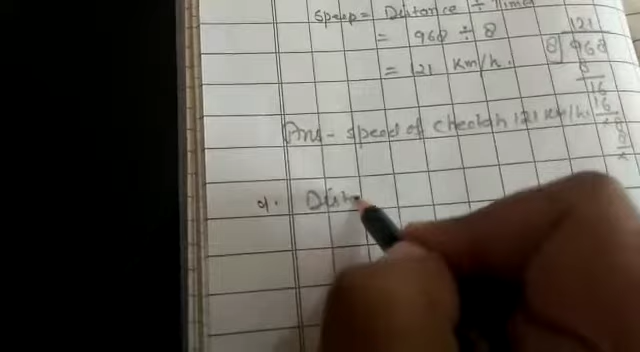 Speed = Distance ÷ Time
= 968 ÷ 8
= 121 Km/h.
121
8)968
8
16
16
8
8
×
Ans - speed of cheetah 121 km/h.
Dist